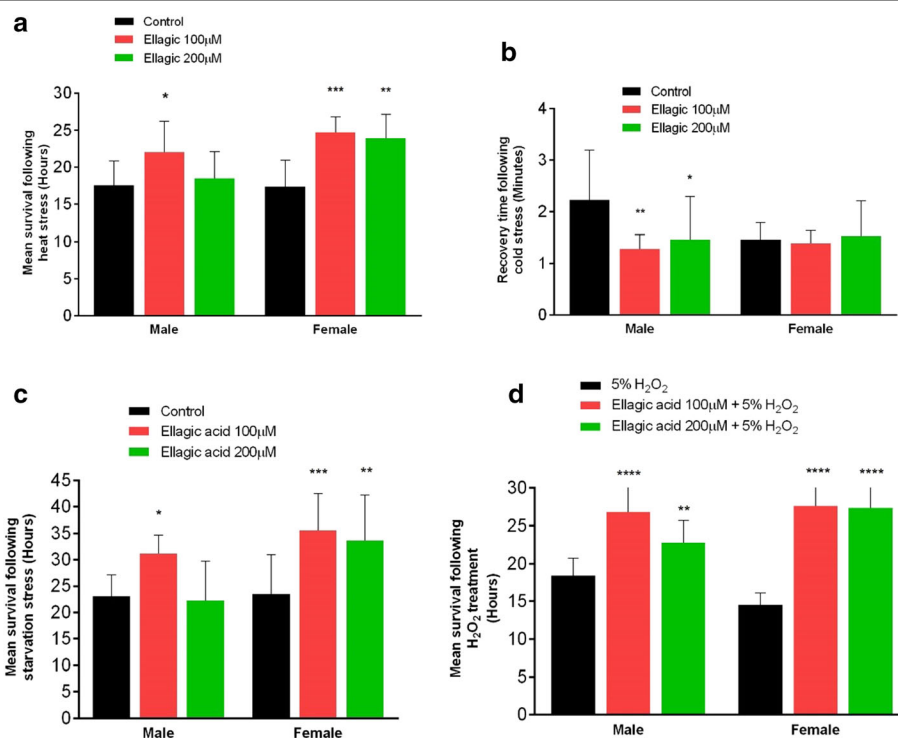 a
Control
Ellagic 100μM
Ellagic 200μM
Mean survival following
heat stress (Hours)
30
25
20
15
10
5
0
*
***
**
Male
Female
b
Control
Ellagic 100μM
Ellagic 200μM
Recovery time following
cold stress (Minutes)
4
3
2
1
0
**
*
Male
Female
c
Control
Ellagic acid 100μM
Ellagic acid 200μM
Mean survival following
starvation stress (Hours)
45
40
35
30
25
20
15
10
5
0
*
***
**
Male
Female
d
5% H₂O₂
Ellagic acid 100μM + 5% H₂O₂
Ellagic acid 200μM + 5% H₂O₂
Mean survival following
H₂O₂ treatment
(Hours)
30
25
20
15
10
5
0
****
**
****
****
Male
Female